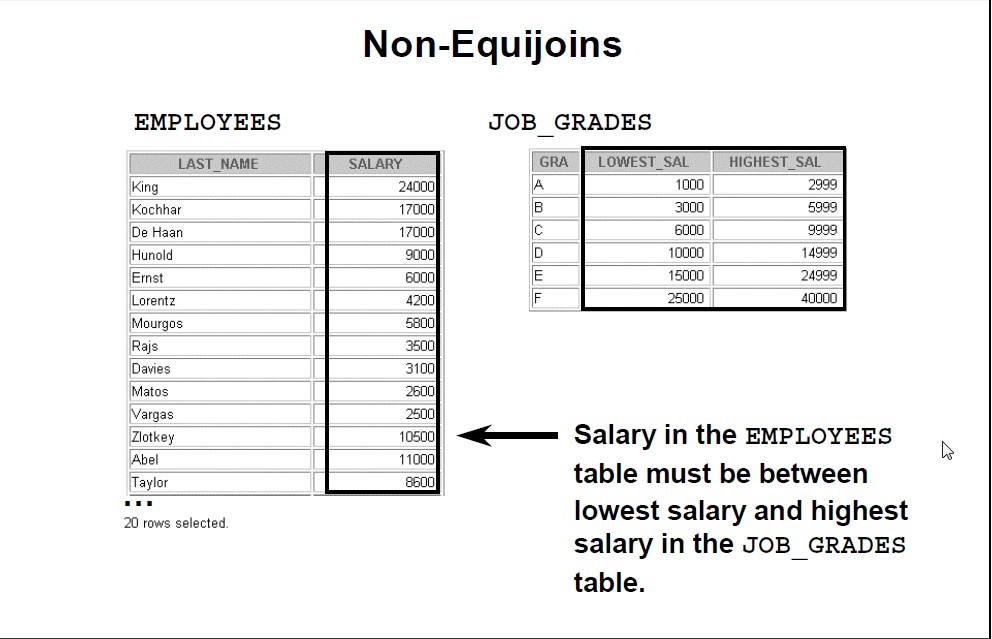 Non-Equijoins
EMPLOYEES
LAST_NAME SALARY
King 24000
Kochhar 17000
De Haan 17000
Hunold 9000
Ernst 6000
Lorentz 4200
Mourgos 5800
Rajs 3500
Davies 3100
Matos 2600
Vargas 2500
Zlotkey 10500
Abel 11000
Taylor 8600
...
20 rows selected.
JOB_GRADES
GRA LOWEST_SAL HIGHEST_SAL
A 1000 2999
B 3000 5999
C 6000 9999
D 10000 14999
E 15000 24999
F 25000 40000
Salary in the EMPLOYEES
table must be between
lowest salary and highest
salary in the JOB_GRADES
table.